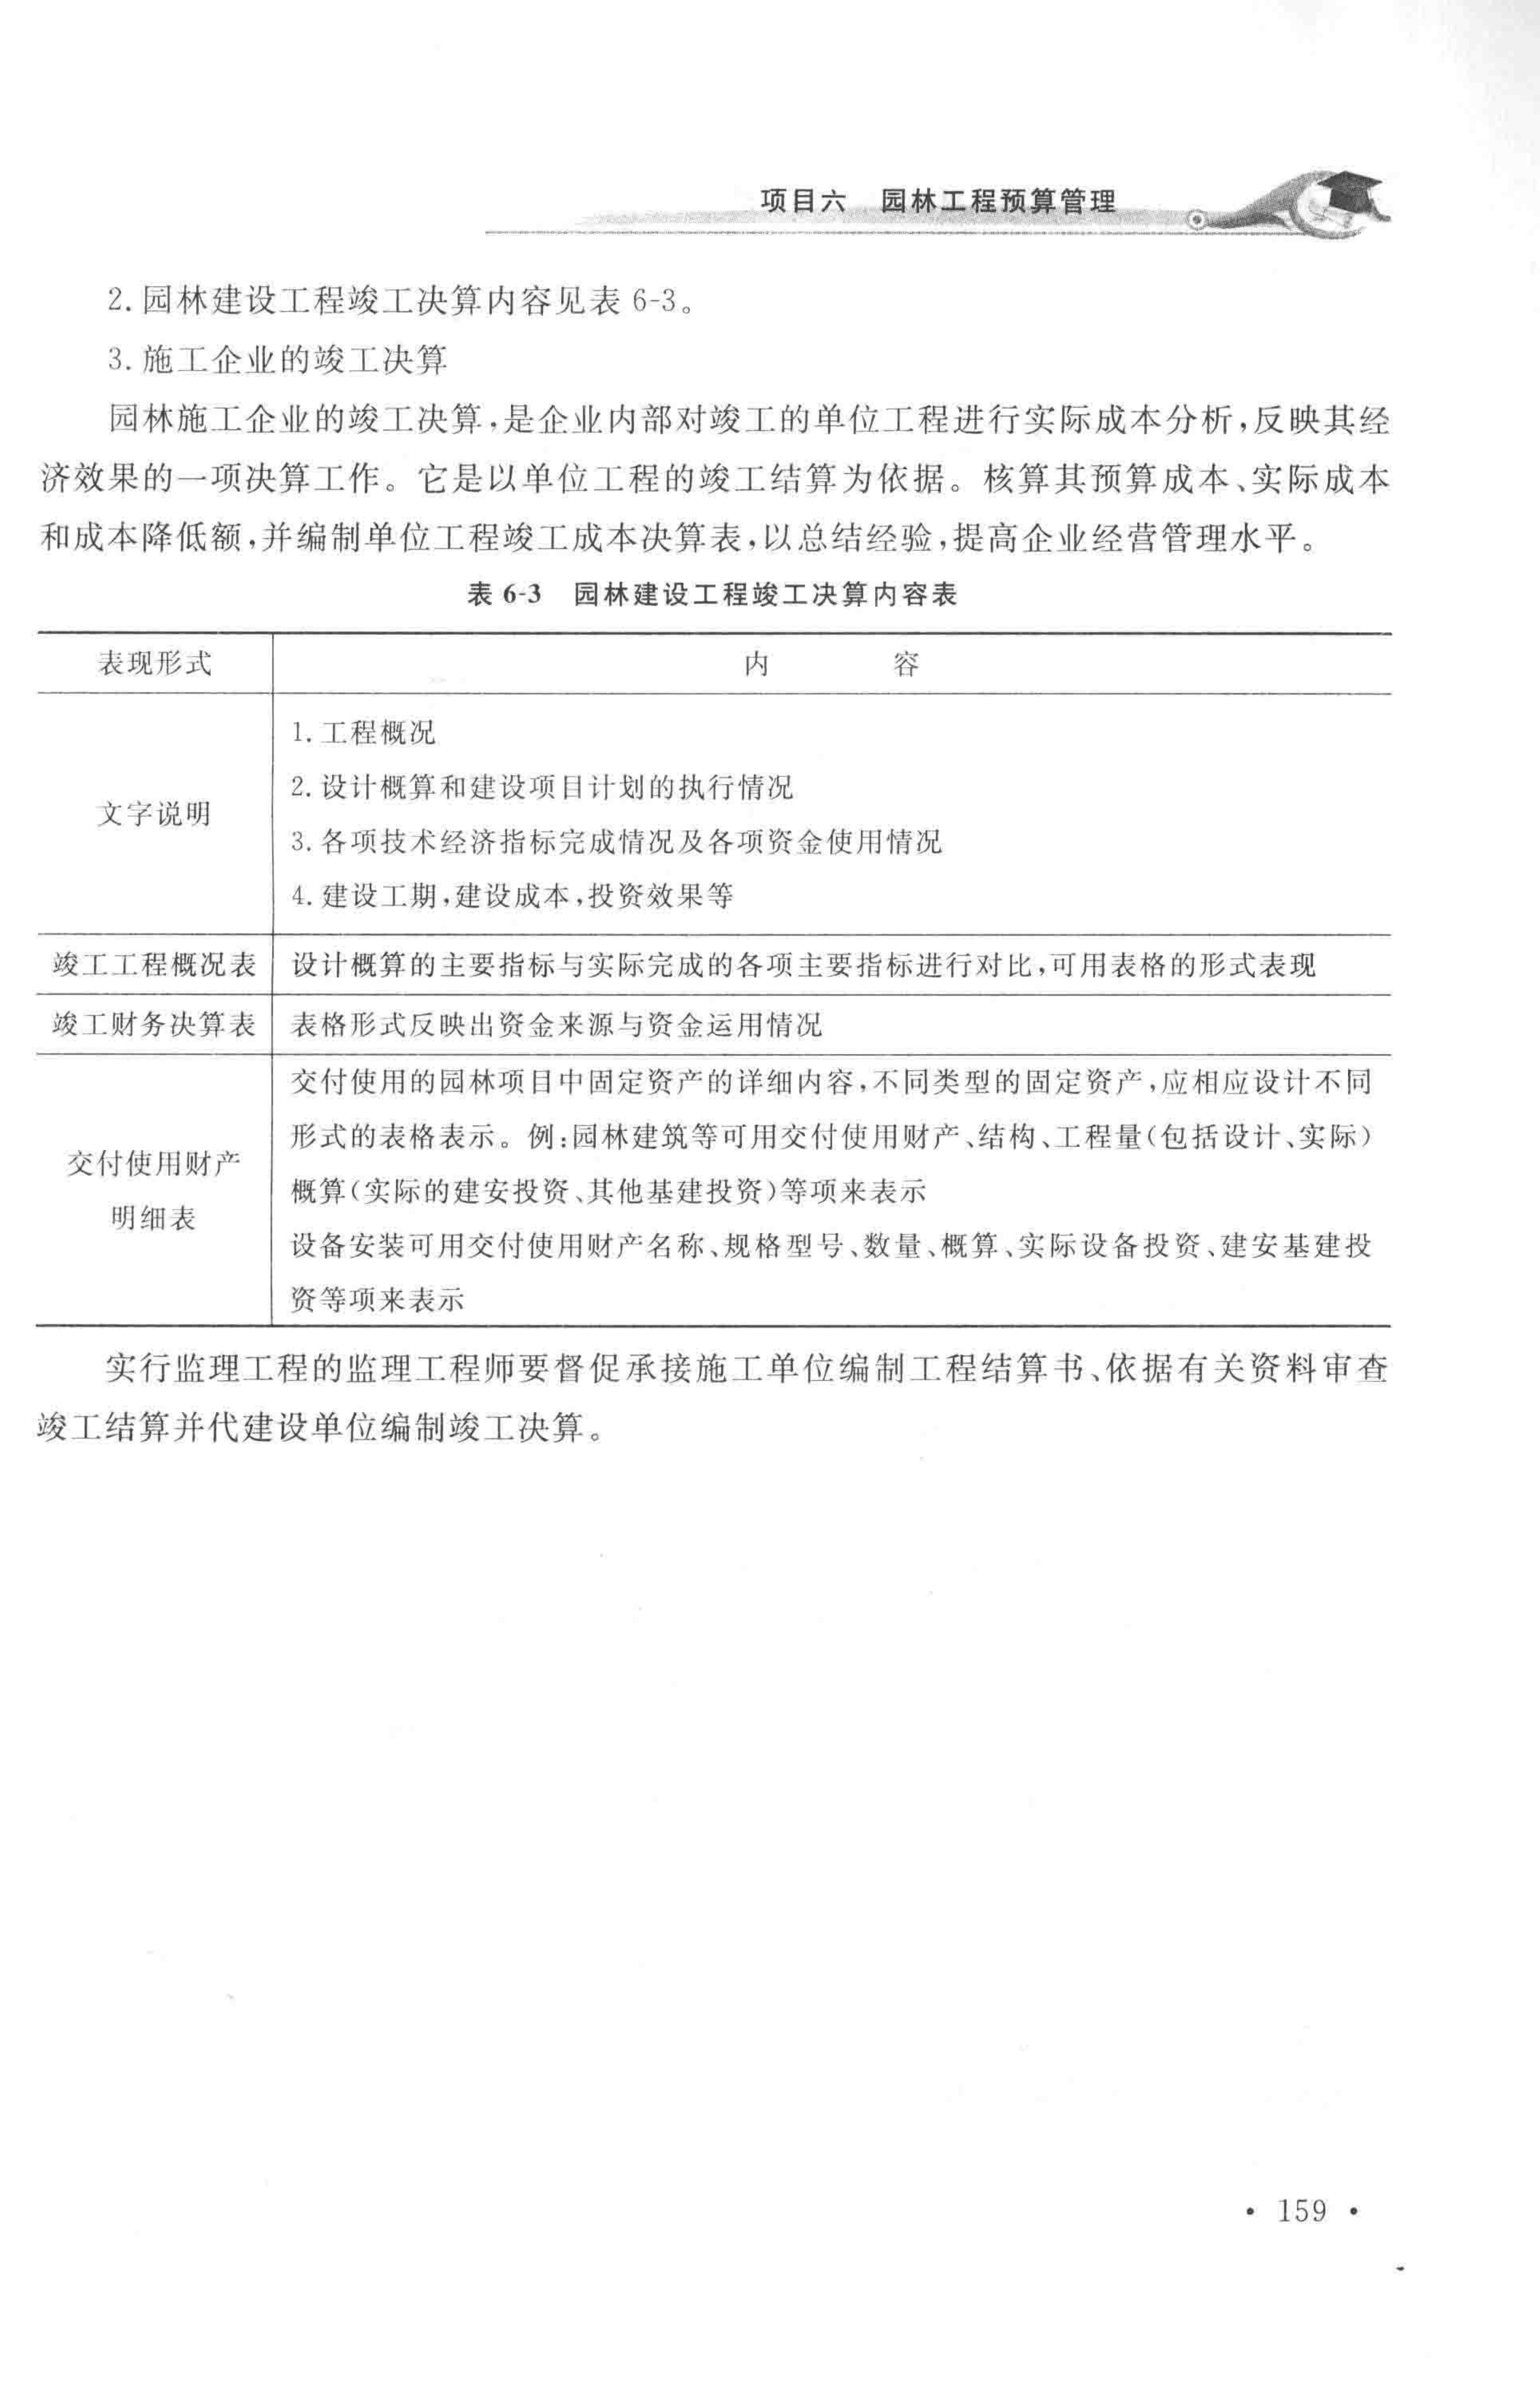 项目六 园林工程预算管理
2. 园林建设工程竣工决算内容见表 6-3。
3. 施工企业的竣工决算
园林施工企业的竣工决算,是企业内部对竣工的单位工程进行实际成本分析,反映其经
济效果的一项决算工作。它是以单位工程的竣工结算为依据。核算其预算成本、实际成本
和成本降低额,并编制单位工程竣工成本决算表,以总结经验,提高企业经营管理水平。
表 6-3 园林建设工程竣工决算内容表
表现形式 内 容
文字说明
1. 工程概况
2. 设计概算和建设项目计划的执行情况
3. 各项技术经济指标完成情况及各项资金使用情况
4. 建设工期,建设成本,投资效果等
竣工工程概况表 设计概算的主要指标与实际完成的各项主要指标进行对比,可用表格的形式表现
竣工财务决算表 表格形式反映出资金来源与资金运用情况
交付使用财产
明细表
交付使用的园林项目中固定资产的详细内容,不同类型的固定资产,应相应设计不同
形式的表格表示。例:园林建筑等可用交付使用财产、结构、工程量(包括设计、实际)
概算(实际的建安投资、其他基建投资)等项来表示
设备安装可用交付使用财产名称、规格型号、数量、概算、实际设备投资、建安基建投
资等项来表示
实行监理工程的监理工程师要督促承接施工单位编制工程结算书、依据有关资料审查
竣工结算并代建设单位编制竣工决算。
• 159 •